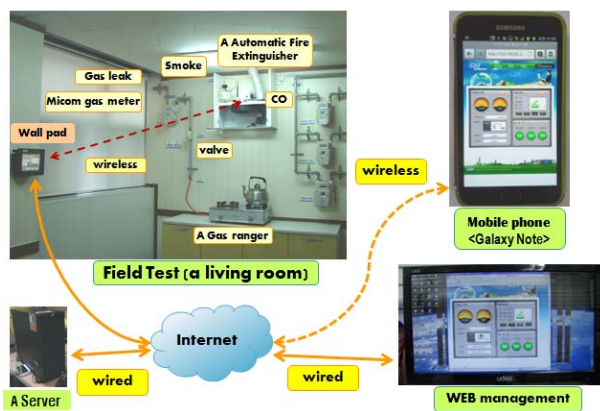 A Automatic Fire
Extinguisher
Smoke
Gas leak
Micom gas meter
CO
Wall pad
wireless
valve
A Gas ranger
Field Test (a living room)
SAMSUNG
wireless
Mobile phone
<Galaxy Note>
Internet
A Server
wired
wired
WEB management